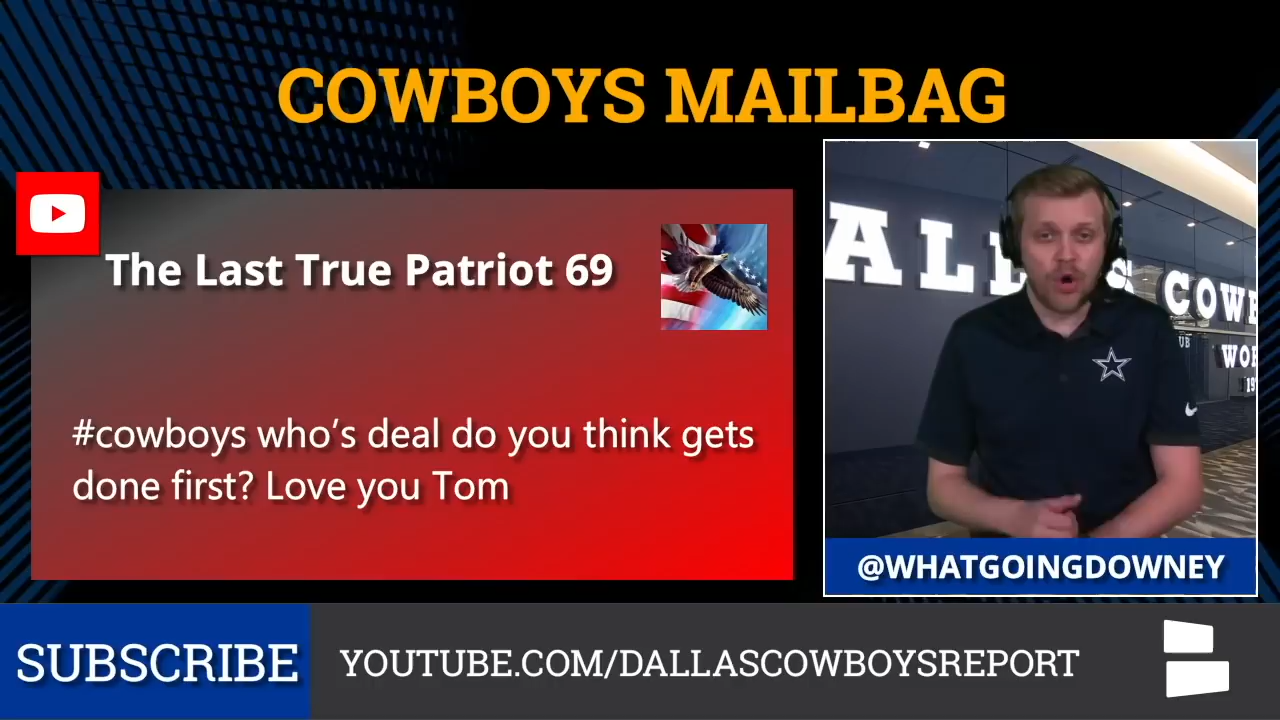 COWBOYS MAILBAG
The Last True Patriot 69
#cowboys who's deal do you think gets
done first? Love you Tom
@WHATGOINGDOWNEY
SUBSCRIBE
YOUTUBE.COM/DALLASCOWBOYSREPORT